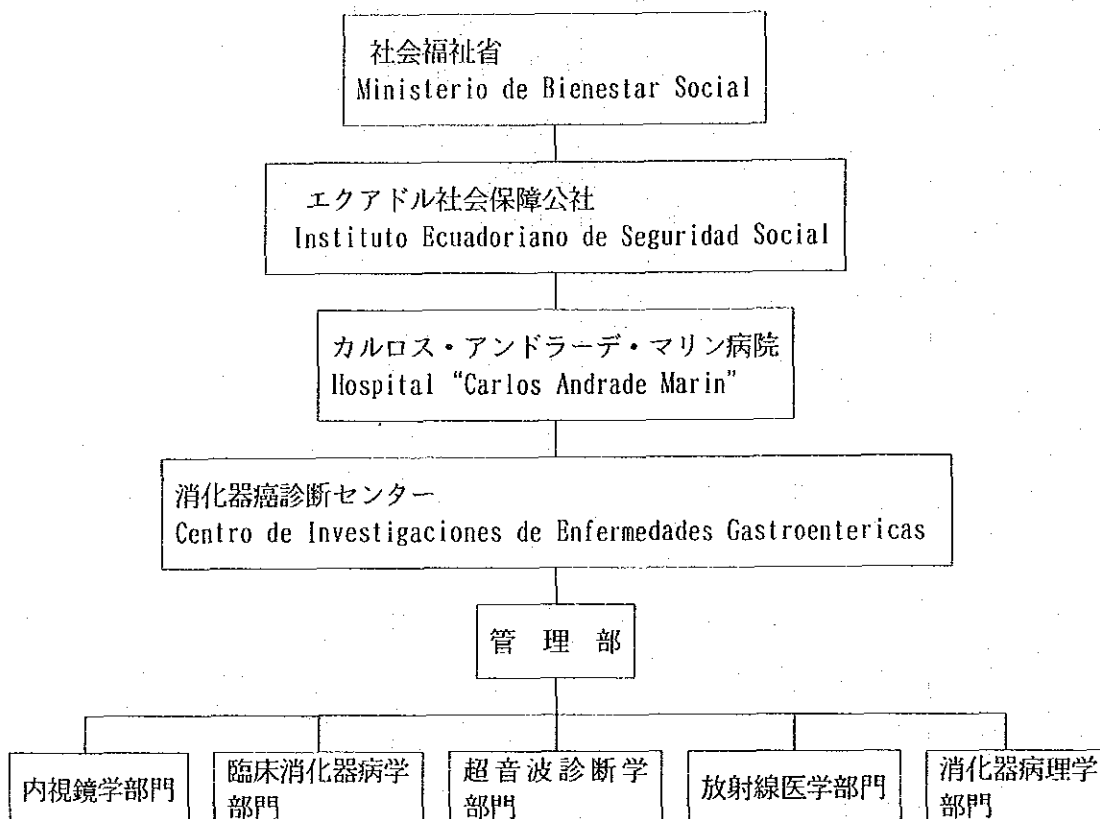 社会福祉省
Ministerio de Bienestar Social
エクアドル社会保障公社
Instituto Ecuadoriano de Seguridad Social
カルロス・アンドラーデ・マリン病院
Hospital “Carlos Andrade Marin”
消化器癌診断センター
Centro de Investigaciones de Enfermedades Gastroentericas
管 理 部
内視鏡学部門
臨床消化器病学
部門
超音波診断学
部門
放射線医学部門
消化器病理学
部門